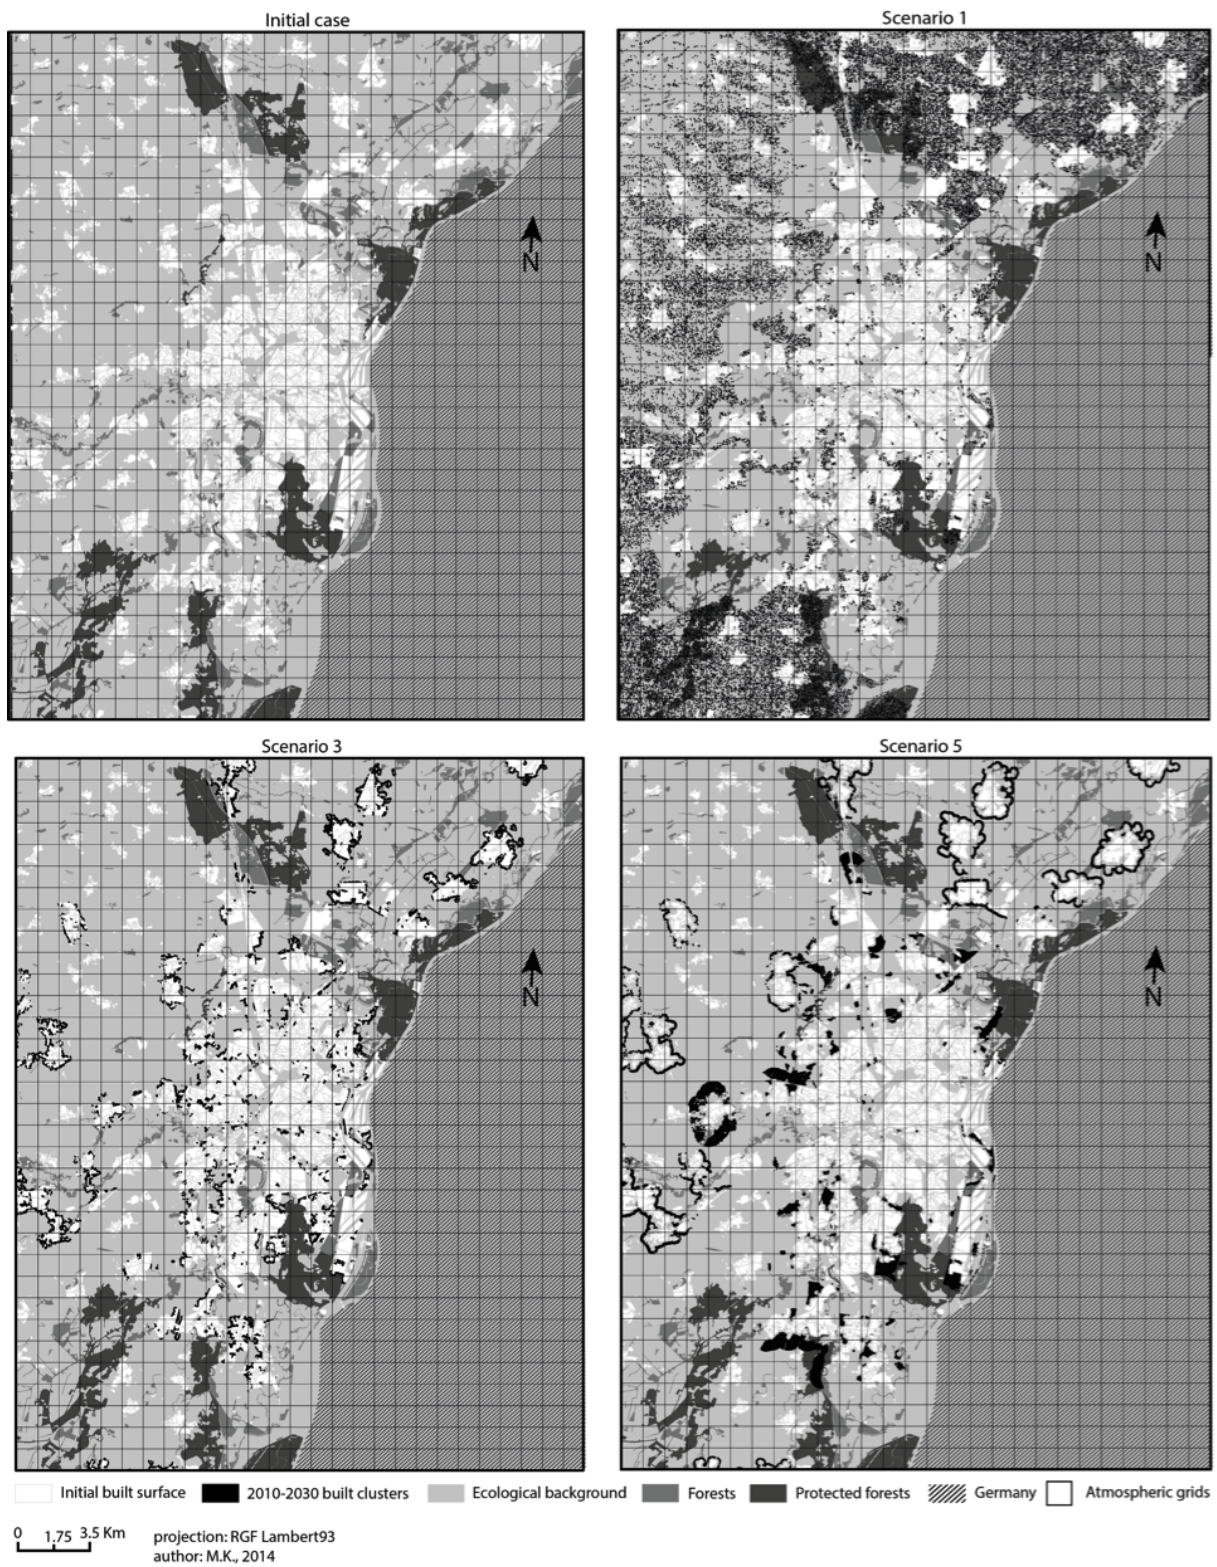 Initial case
Scenario 1
N
N
Scenario 3
Scenario 5
N
N
Initial built surface 2010-2030 built clusters Ecological background Forests Protected forests Germany Atmospheric grids
0 1.75 3.5 Km
projection: RGF Lambert93
author: M.K., 2014